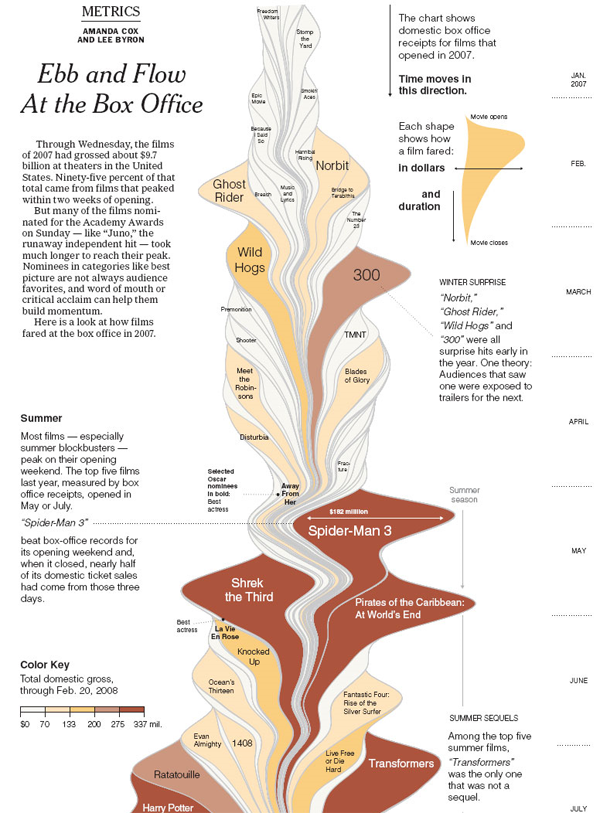 METRICS
AMANDA COX
AND LEE BYRON
Ebb and Flow
At the Box Office
Through Wednesday, the films
of 2007 had grossed about $9.7
billion at theaters in the United
States. Ninety-five percent of that
total came from films that peaked
within two weeks of opening.
But many of the films nomi-
nated for the Academy Awards
on Sunday — like “Juno,” the
runaway independent hit — took
much longer to reach their peak.
Nominees in categories like best
picture are not always audience
favorites, and word of mouth or
critical acclaim can help them
build momentum.
Here is a look at how films
fared at the box office in 2007.
The chart shows
domestic box office
receipts for films that
opened in 2007.
Time moves in
this direction.
Each shape
shows how
a film fared:
in dollars
and
duration
Movie opens
Movie closes
JAN.
2007
FEB.
MARCH
APRIL
MAY
JUNE
JULY
Freedom
Writers
Stomp
the
Yard
Epic
Movie
Smokin'
Aces
Because
I Said
So
Hannibal
Rising
Norbit
Ghost
Rider
Breach
Music
and
Lyrics
Bridge to
Terabithia
The
Number
23
Wild
Hogs
300
WINTER SURPRISE
“Norbit,”
“Ghost Rider,”
“Wild Hogs” and
“300” were all
surprise hits early in
the year. One theory:
Audiences that saw
one were exposed to
trailers for the next.
Premonition
Shooter
TMNT
Meet
the
Robin-
sons
Blades
of Glory
Disturbia
Frac-
ture
Summer
Most films — especially
summer blockbusters —
peak on their opening
weekend. The top five films
last year, measured by box
office receipts, opened in
May or July.
“Spider-Man 3”
beat box-office records for
its opening weekend and,
when it closed, nearly half
of its domestic ticket sales
had come from those three
days.
Selected
Oscar
nominees
in bold:
Best
actress
Away
From
Her
Summer
season
$182 million
Spider-Man 3
Shrek
the Third
Pirates of the Caribbean:
At World's End
Best
actress
La Vie
En Rose
Knocked
Up
Color Key
Total domestic gross,
through Feb. 20, 2008
$0 70 133 200 275 337 mil.
Ocean's
Thirteen
Fantastic Four:
Rise of the
Silver Surfer
Evan
Almighty
1408
Live Free
or Die
Hard
Ratatouille
Transformers
Harry Potter
SUMMER SEQUELS
Among the top five
summer films,
“Transformers”
was the only one
that was not a
sequel.